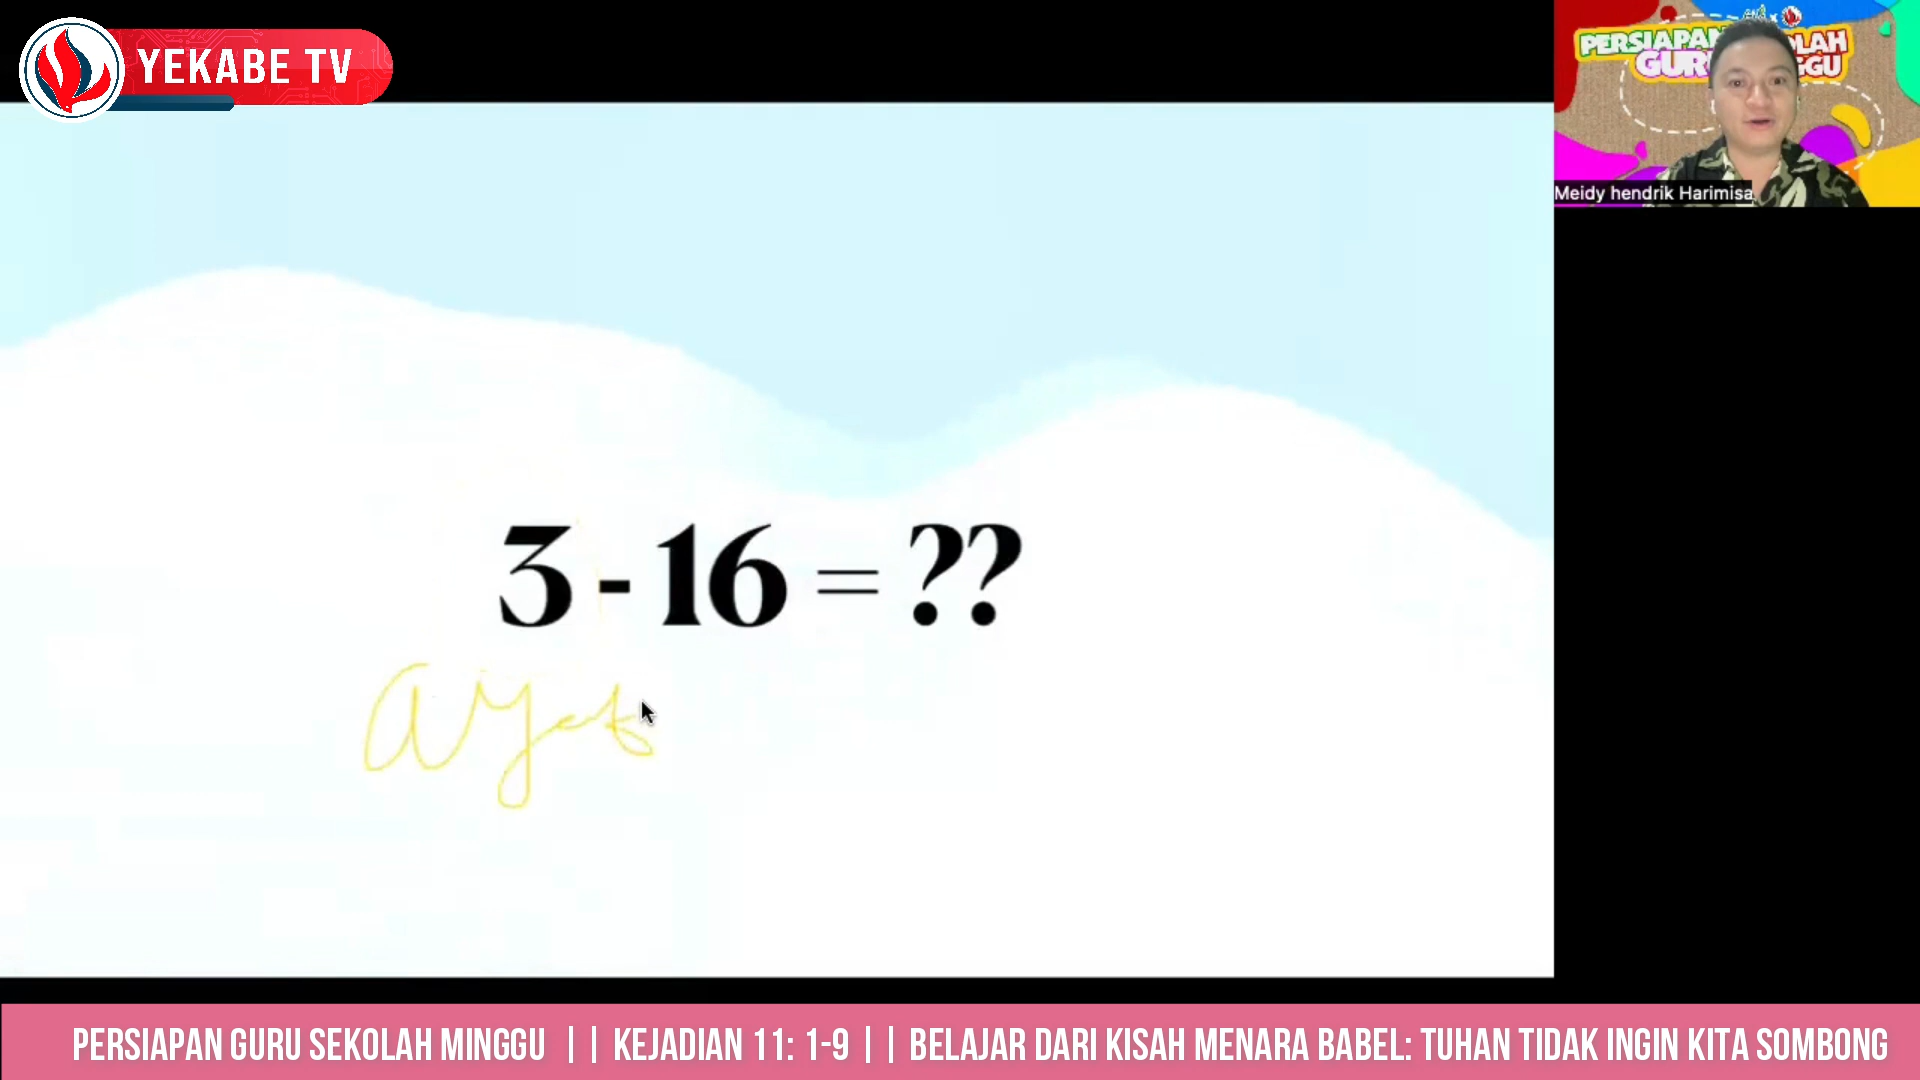 YEKABE TV
PERSIAPAN
GURU
Meidy hendrik Harimisa
3 - 16 = ??
ayat
PERSIAPAN GURU SEKOLAH MINGGU || KEJADIAN 11: 1-9 || BELAJAR DARI KISAH MENARA BABEL: TUHAN TIDAK INGIN KITA SOMBONG